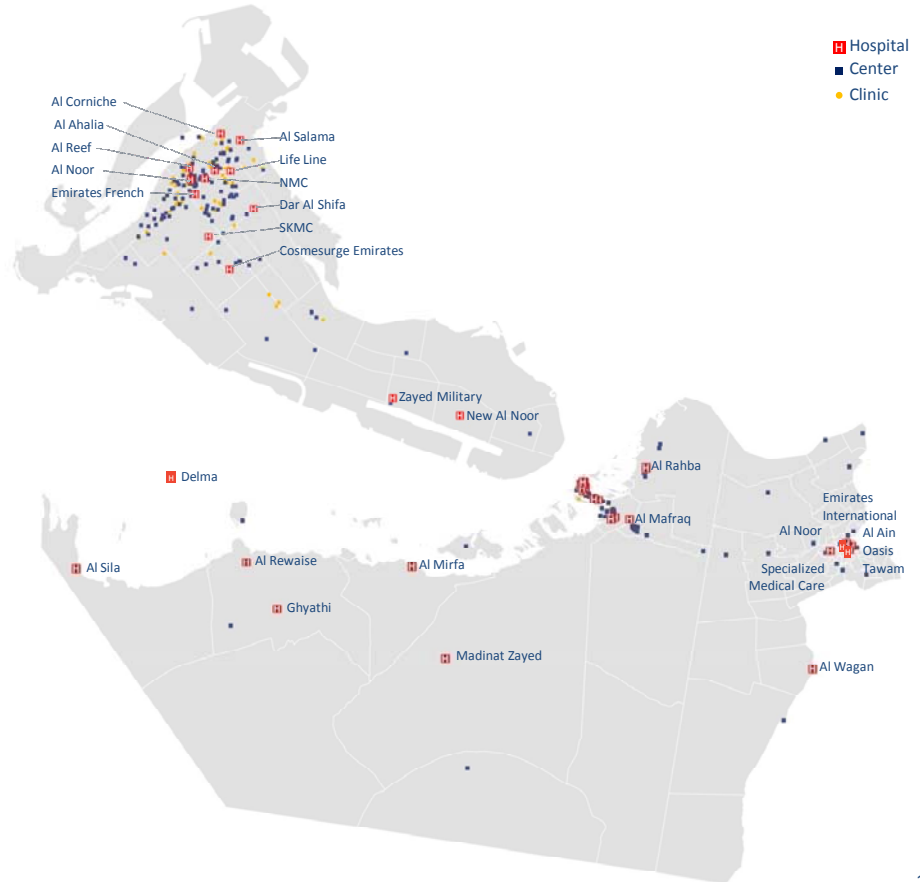 Hospital
Center
Clinic
Al Corniche
Al Ahalia
Al Reef
Al Noor
Emirates French
Al Salama
Life Line
NMC
Dar Al Shifa
SKMC
Cosmesurge Emirates
Zayed Military
New Al Noor
Delma
Al Rahba
Al Mafraq
Emirates
International
Al Noor
Al Ain
Oasis
Tawam
Specialized
Medical Care
Al Sila
Al Rewaise
Al Mirfa
Ghyathi
Madinat Zayed
Al Wagan